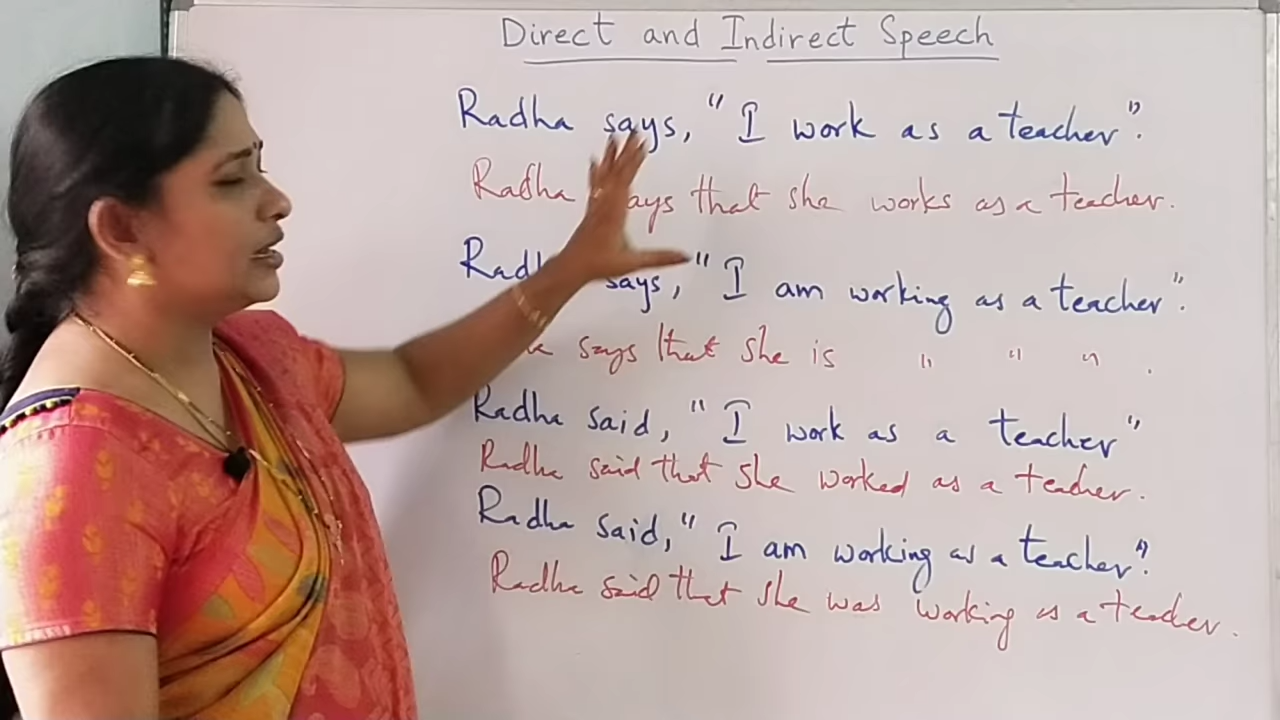 Direct and Indirect Speech
Radha says, "I work as a teacher".
Radha says that she works as a teacher.
Radha says, "I am working as a teacher".
says that she is " " " .
Radha said, "I work as a teacher"
Radha said that she worked as a teacher.
Radha said, "I am working as a teacher".
Radha said that she was working as a teacher.